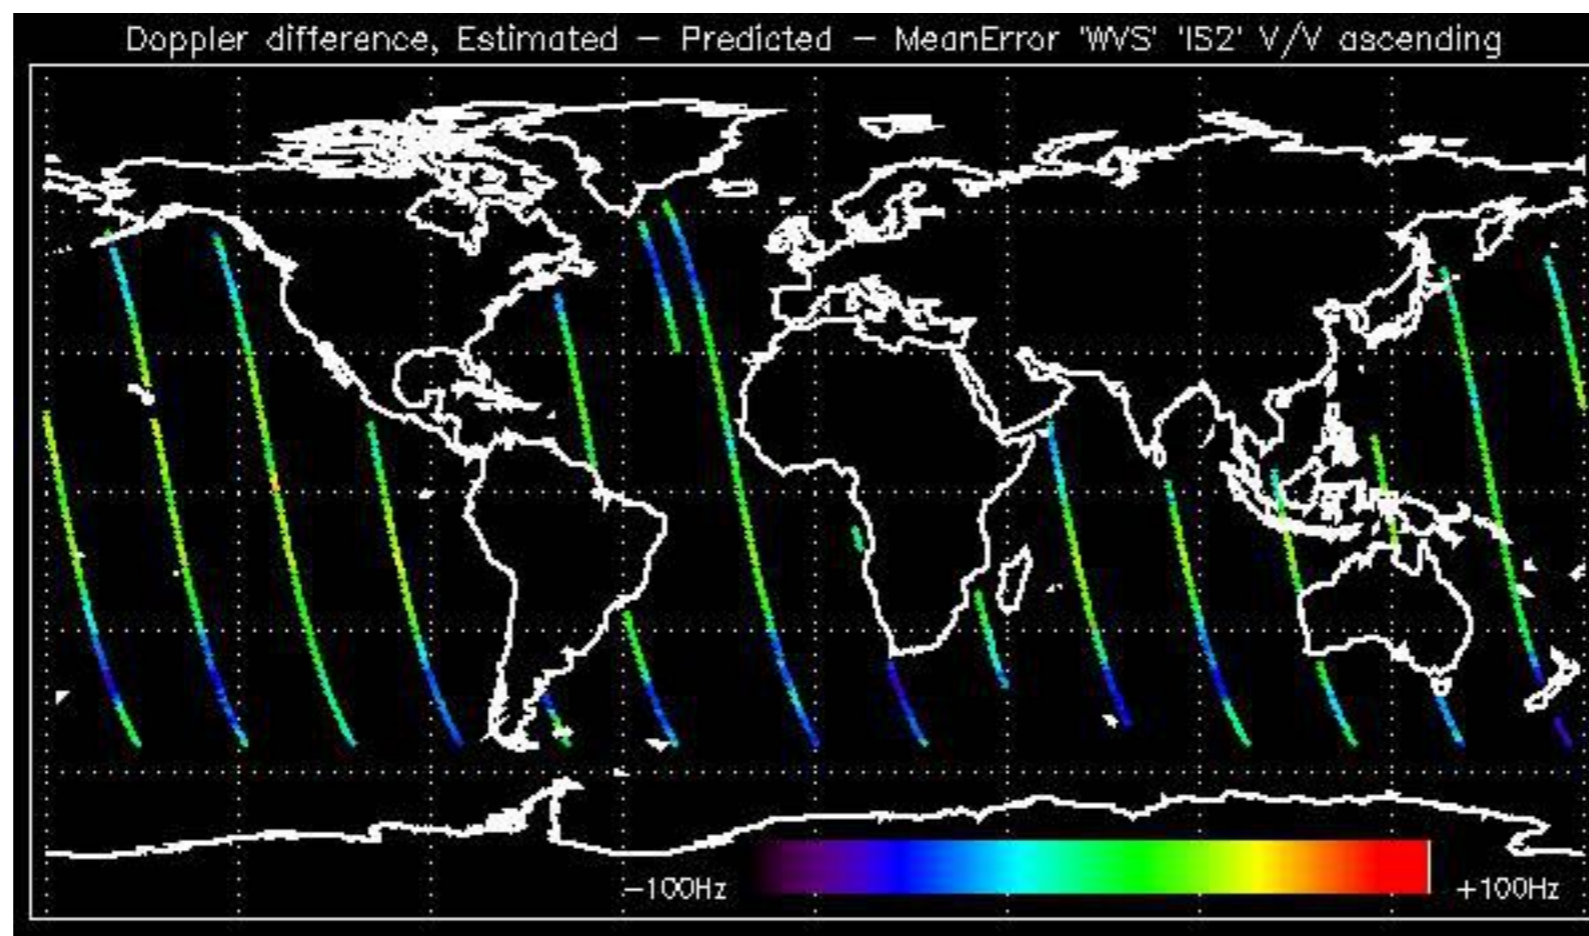 Doppler difference, Estimated — Predicted — MeanError 'WVS' 'IS2' V/V ascending
−100Hz
+100Hz